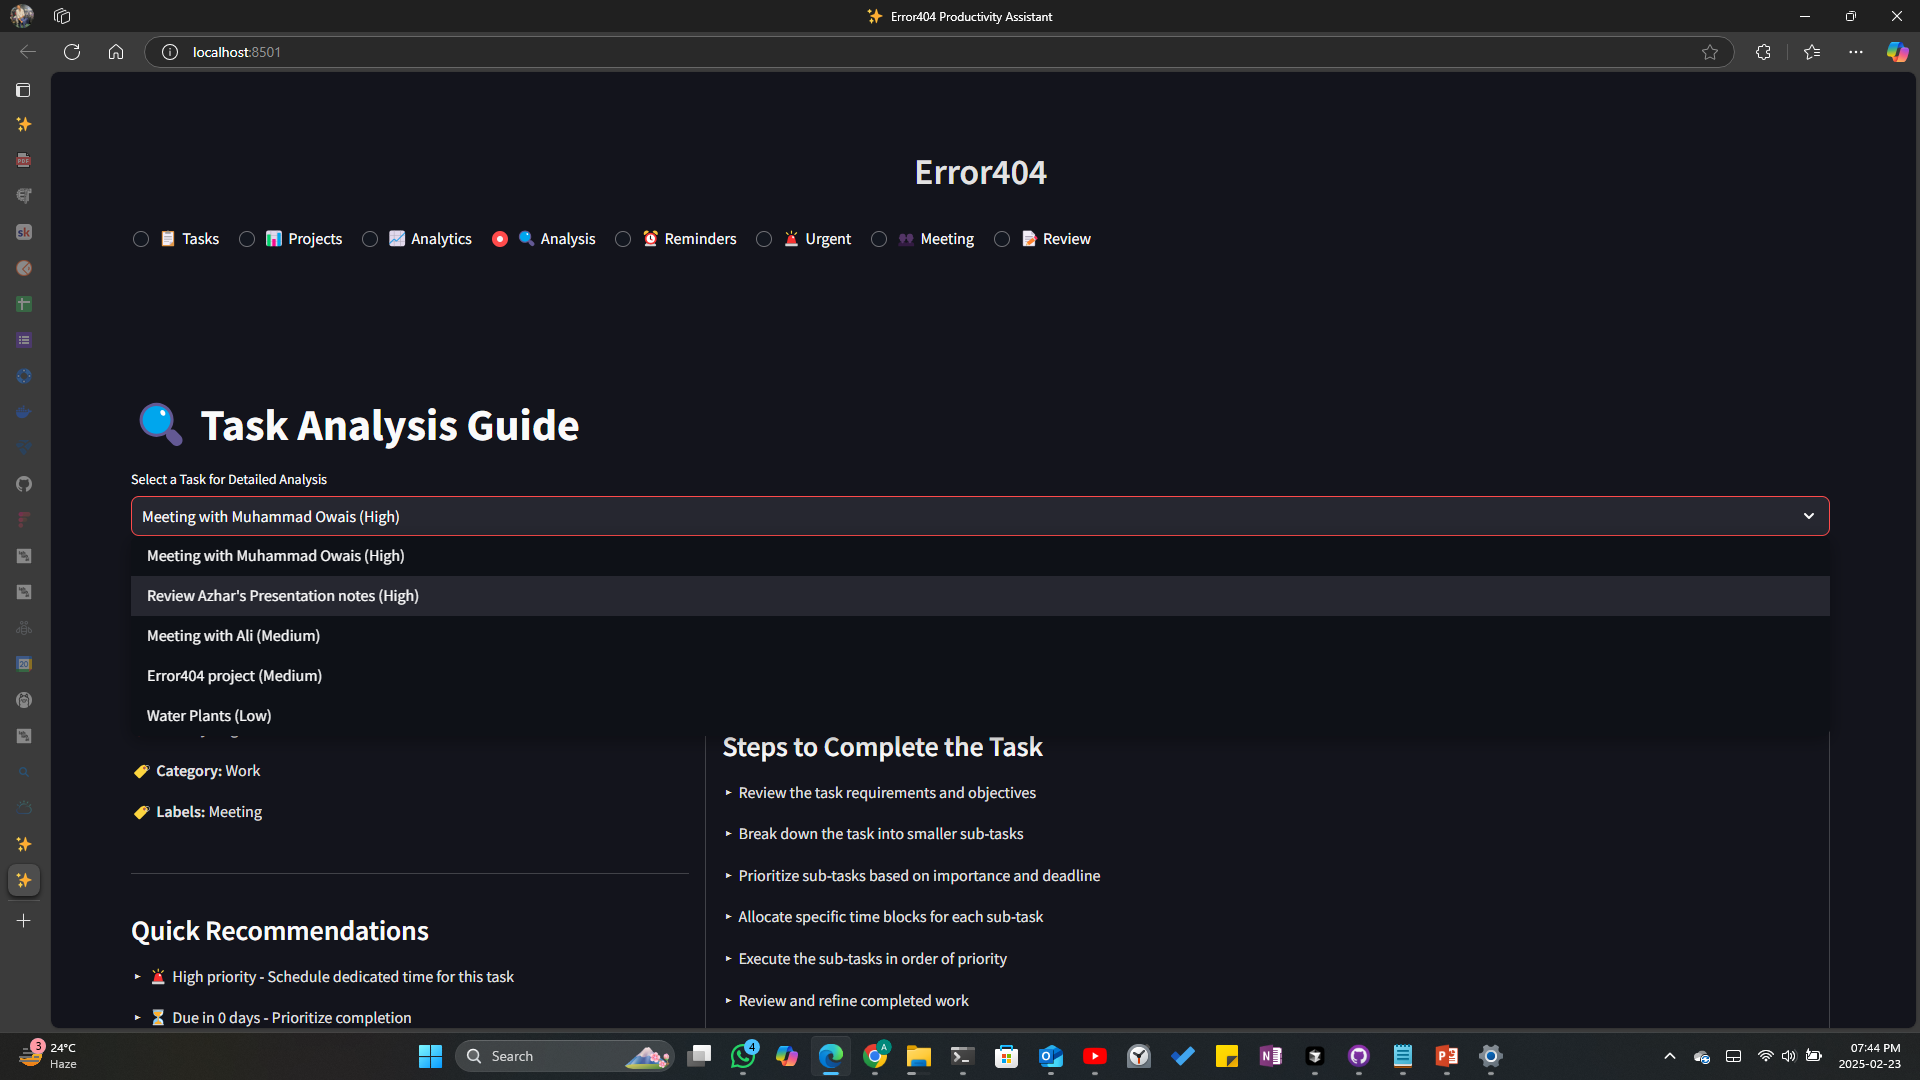 Error404 Productivity Assistant
localhost:8501
Error404
Tasks Projects Analytics Analysis Reminders Urgent Meeting Review
Task Analysis Guide
Select a Task for Detailed Analysis
Meeting with Muhammad Owais (High)
Meeting with Muhammad Owais (High)
Review Azhar's Presentation notes (High)
Meeting with Ali (Medium)
Error404 project (Medium)
Water Plants (Low)
Category: Work
Labels: Meeting
Quick Recommendations
High priority - Schedule dedicated time for this task
Due in 0 days - Prioritize completion
Steps to Complete the Task
Review the task requirements and objectives
Break down the task into smaller sub-tasks
Prioritize sub-tasks based on importance and deadline
Allocate specific time blocks for each sub-task
Execute the sub-tasks in order of priority
Review and refine completed work
3
24°C
Haze
Search
4
A
07:44 PM
2025-02-23